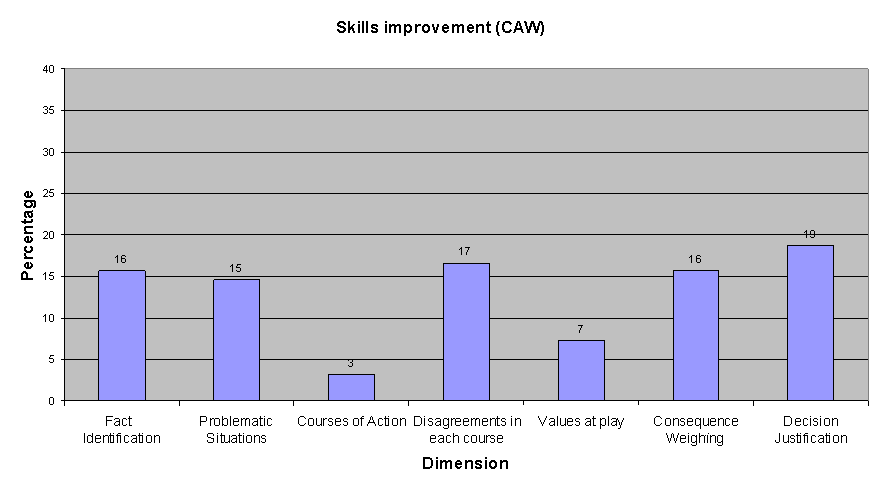 Skills improvement (CAW)
40
35
30
25
20
15
10
5
0
Percentage
16
15
3
17
7
16
19
Fact
Identification
Problematic
Situations
Courses of Action
Disagreements in
each course
Values at play
Consequence
Weighing
Decision
Justification
Dimension